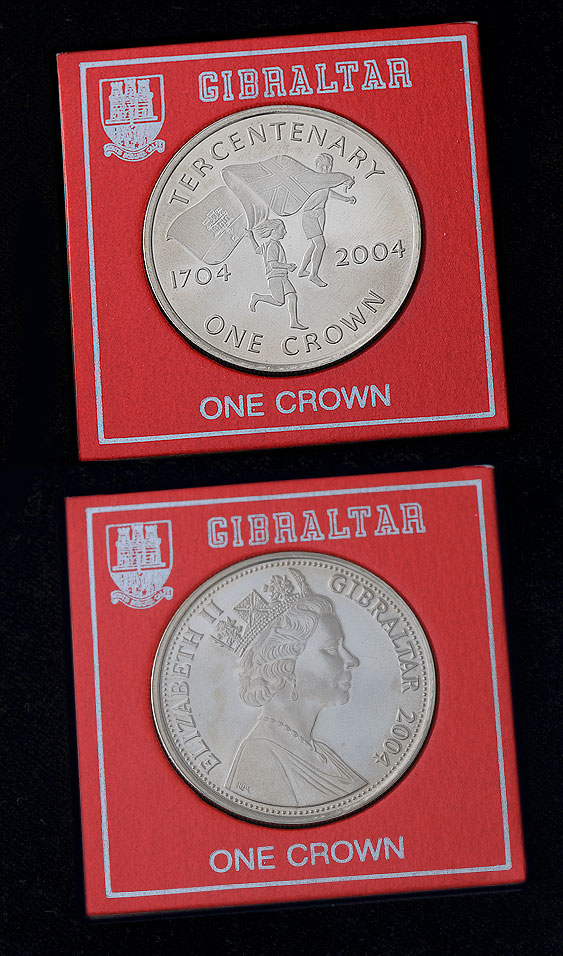 GIBRALTAR
TERCENTENARY
1704 2004
ONE CROWN
ONE CROWN
GIBRALTAR
ELIZABETH II
GIBRALTAR 2004
ONE CROWN